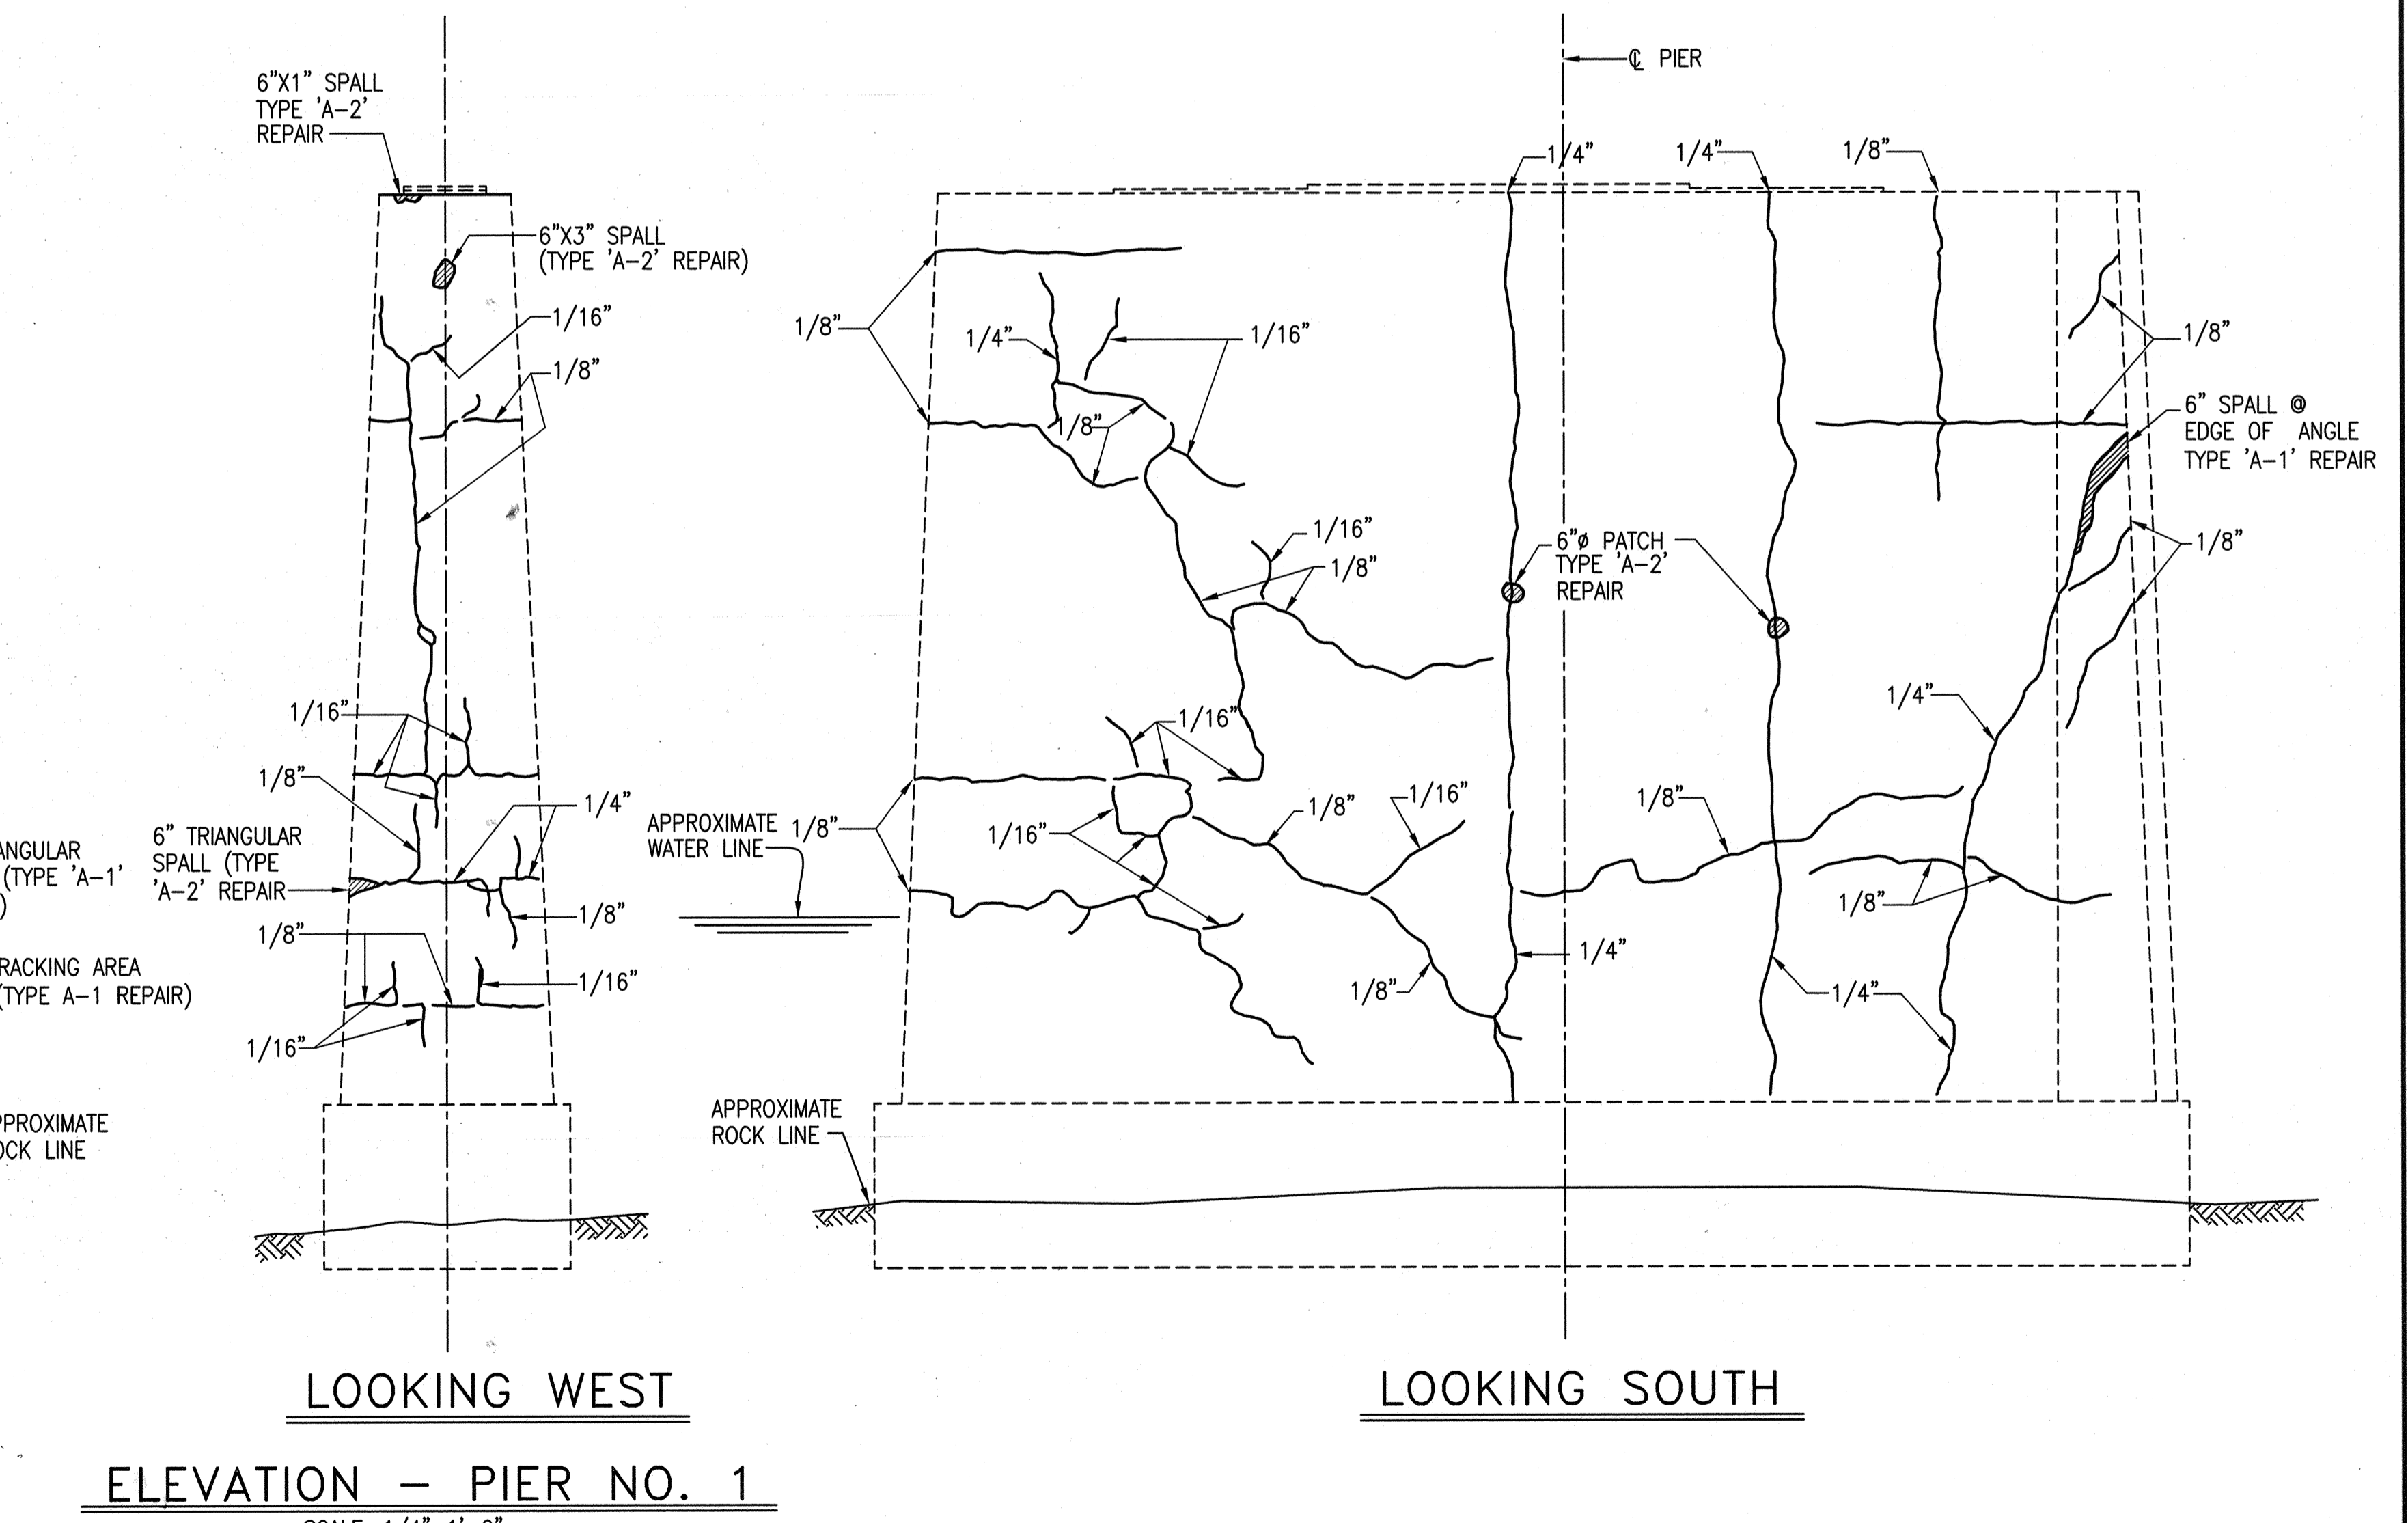 ℄ PIER
6"X1" SPALL
TYPE 'A-2'
REPAIR
6"X3" SPALL
(TYPE 'A-2' REPAIR)
1/16"
1/8"
1/16"
1/8"
1/4"
6" TRIANGULAR
SPALL (TYPE
'A-2' REPAIR
1/8"
1/8"
1/16"
1/16"
ANGULAR
(TYPE 'A-1'
)
RACKING AREA
(TYPE A-1 REPAIR)
PPROXIMATE
OCK LINE
1/4"
1/4"
1/8"
1/8"
1/4"
1/16"
1/8"
1/8"
6" SPALL @
EDGE OF ANGLE
TYPE 'A-1' REPAIR
1/16"
1/8"
6"ø PATCH
TYPE 'A-2'
REPAIR
1/8"
1/4"
1/16"
APPROXIMATE
WATER LINE
1/8"
1/16"
1/8"
1/16"
1/8"
1/8"
1/8"
1/4"
1/4"
APPROXIMATE
ROCK LINE
LOOKING WEST
LOOKING SOUTH
ELEVATION - PIER NO. 1